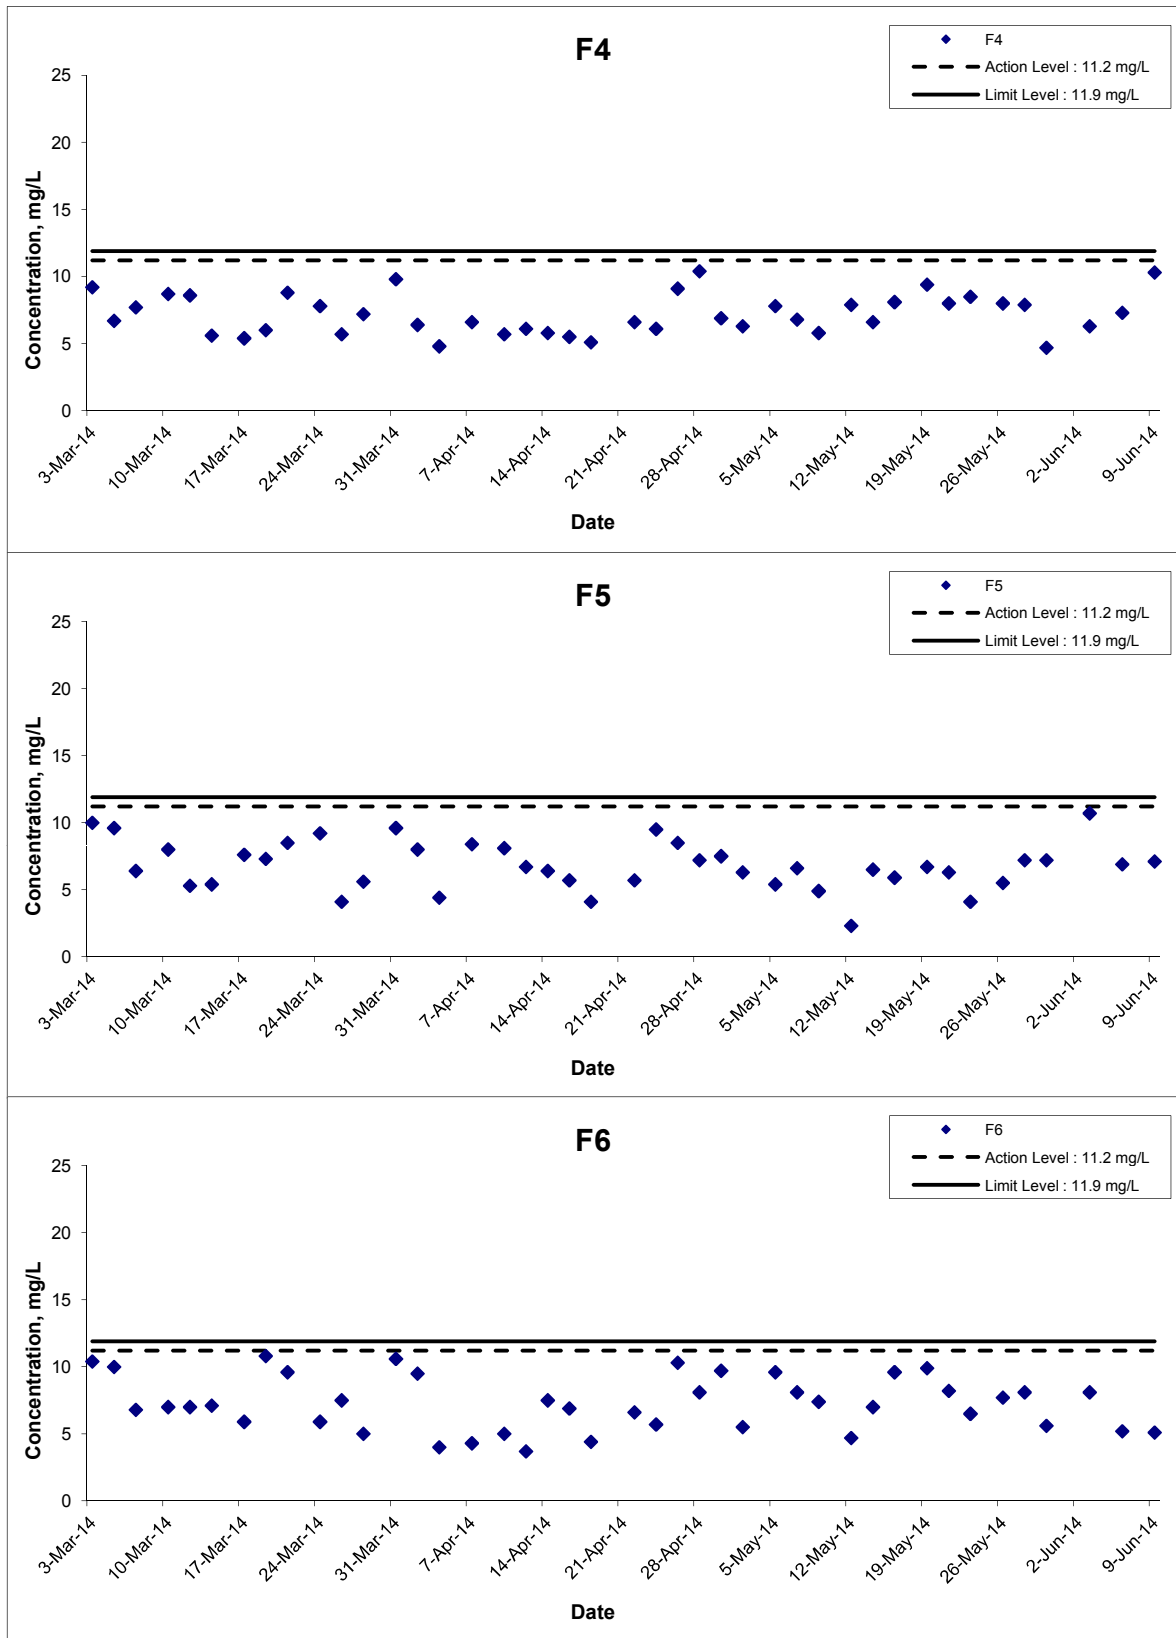 F4
F4
Action Level : 11.2 mg/L
Limit Level : 11.9 mg/L
Concentration, mg/L
25
20
15
10
5
0
3-Mar-14
10-Mar-14
17-Mar-14
24-Mar-14
31-Mar-14
7-Apr-14
14-Apr-14
21-Apr-14
28-Apr-14
5-May-14
12-May-14
19-May-14
26-May-14
2-Jun-14
9-Jun-14
Date
F5
F5
Action Level : 11.2 mg/L
Limit Level : 11.9 mg/L
Concentration, mg/L
25
20
15
10
5
0
3-Mar-14
10-Mar-14
17-Mar-14
24-Mar-14
31-Mar-14
7-Apr-14
14-Apr-14
21-Apr-14
28-Apr-14
5-May-14
12-May-14
19-May-14
26-May-14
2-Jun-14
9-Jun-14
Date
F6
F6
Action Level : 11.2 mg/L
Limit Level : 11.9 mg/L
Concentration, mg/L
25
20
15
10
5
0
3-Mar-14
10-Mar-14
17-Mar-14
24-Mar-14
31-Mar-14
7-Apr-14
14-Apr-14
21-Apr-14
28-Apr-14
5-May-14
12-May-14
19-May-14
26-May-14
2-Jun-14
9-Jun-14
Date